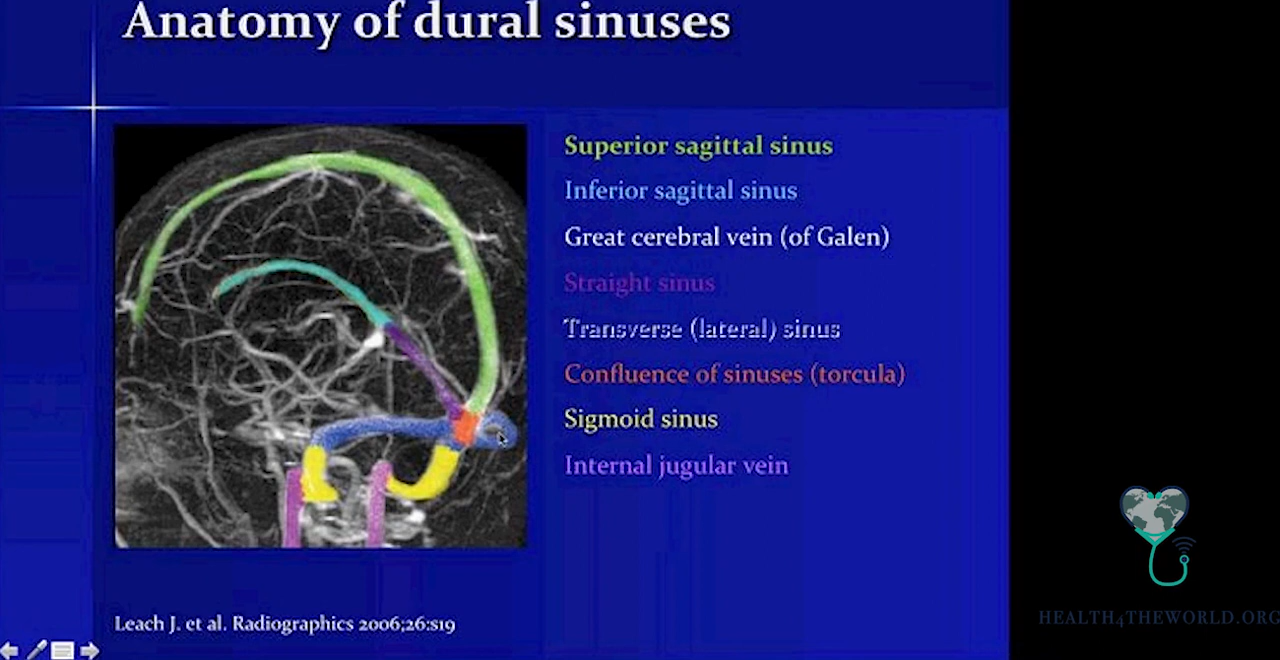 Anatomy of dural sinuses
Superior sagittal sinus
Inferior sagittal sinus
Great cerebral vein (of Galen)
Straight sinus
Transverse (lateral) sinus
Confluence of sinuses (torcula)
Sigmoid sinus
Internal jugular vein
Leach J. et al. Radiographics 2006;26:s19
HEALTH4THEWORLD.ORG